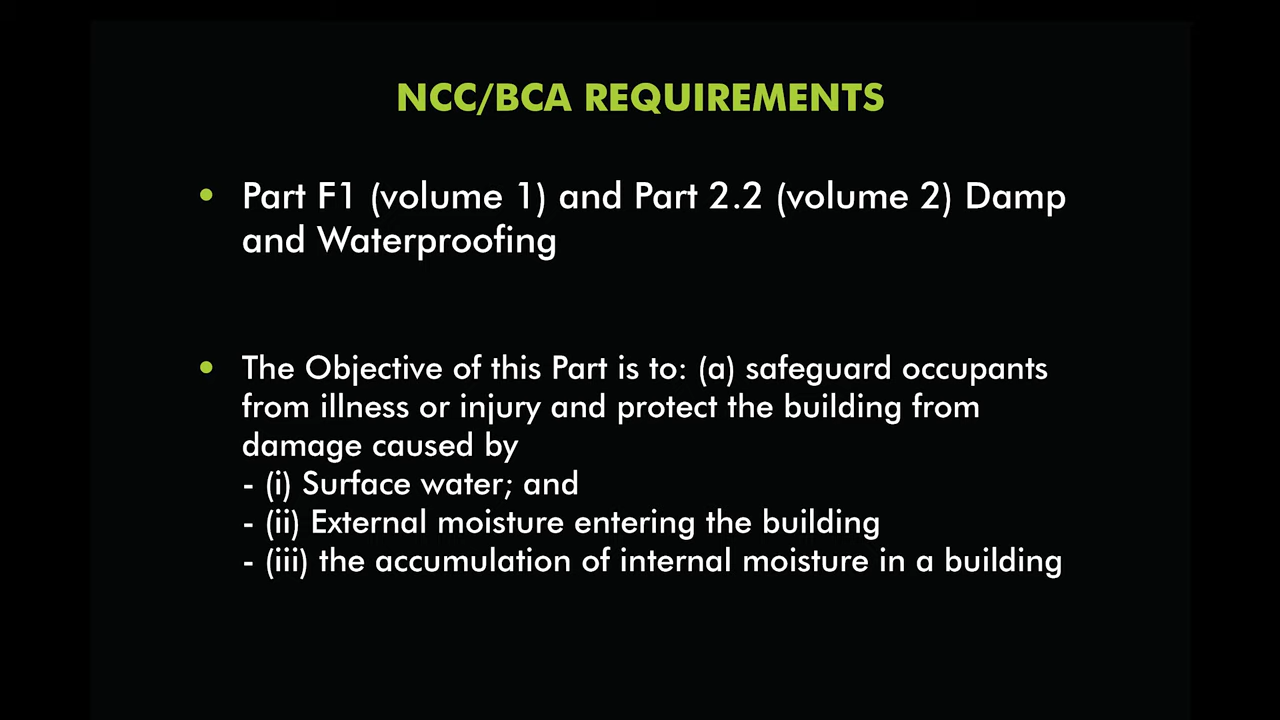 NCC/BCA REQUIREMENTS
• Part F1 (volume 1) and Part 2.2 (volume 2) Damp
and Waterproofing
• The Objective of this Part is to: (a) safeguard occupants
from illness or injury and protect the building from
damage caused by
- (i) Surface water; and
- (ii) External moisture entering the building
- (iii) the accumulation of internal moisture in a building